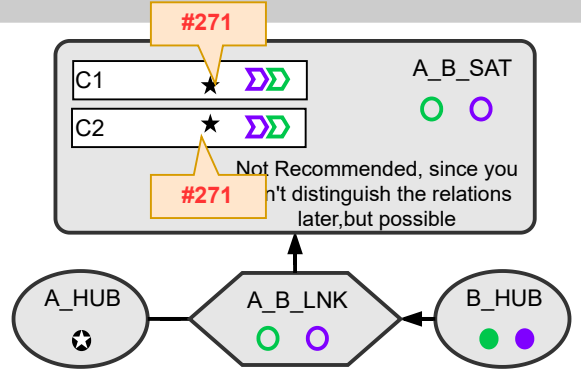 #271
C1
A_B_SAT
C2
Not Recommended, since you
#271
n't distinguish the relations
later,but possible
A_HUB
A_B_LNK
B_HUB